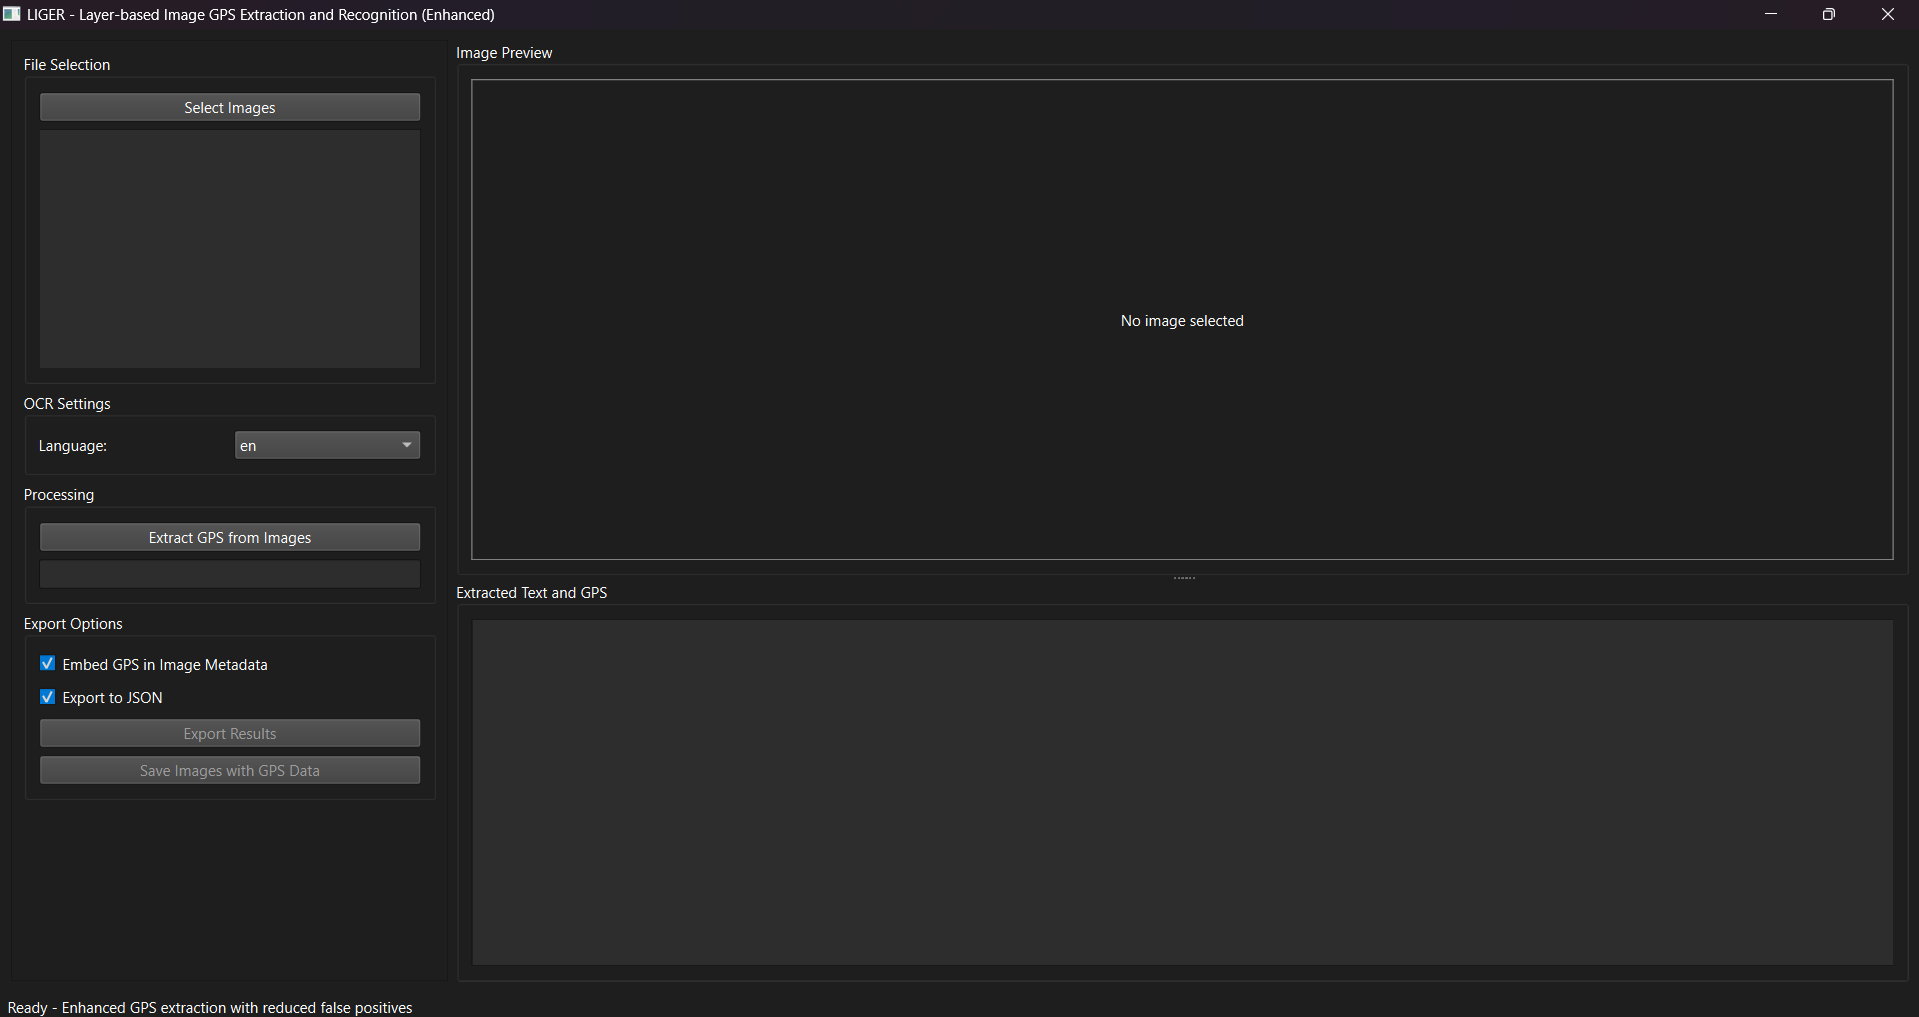 LIGER - Layer-based Image GPS Extraction and Recognition (Enhanced)
File Selection
Select Images
OCR Settings
Language:
en
Processing
Extract GPS from Images
Export Options
Embed GPS in Image Metadata
Export to JSON
Export Results
Save Images with GPS Data
Image Preview
No image selected
Extracted Text and GPS
Ready - Enhanced GPS extraction with reduced false positives